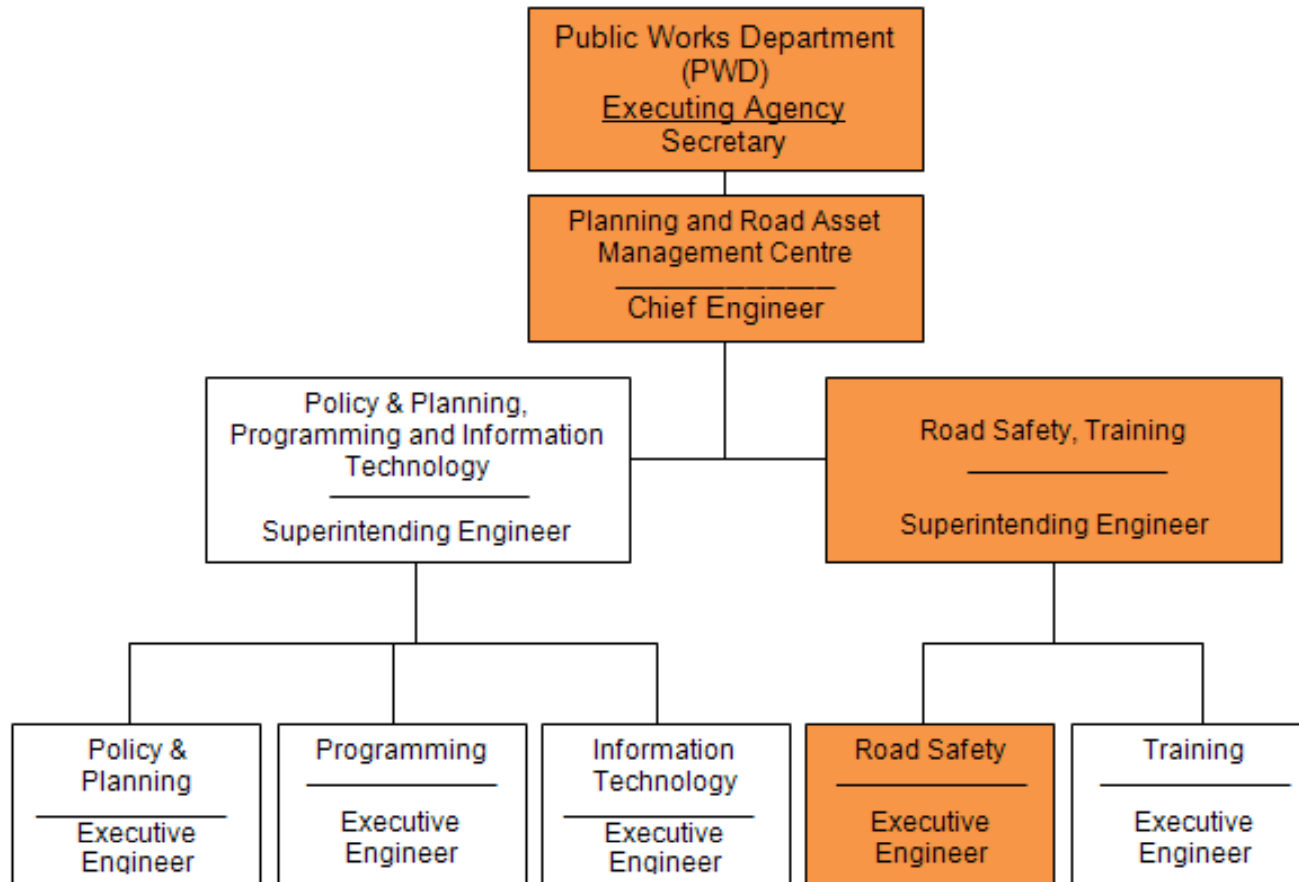 Public Works Department
(PWD)
Executing Agency
Secretary
Planning and Road Asset
Management Centre
Chief Engineer
Policy & Planning,
Programming and Information
Technology
Superintending Engineer
Road Safety, Training
Superintending Engineer
Policy &
Planning
Executive
Engineer
Programming
Executive
Engineer
Information
Technology
Executive
Engineer
Road Safety
Executive
Engineer
Training
Executive
Engineer